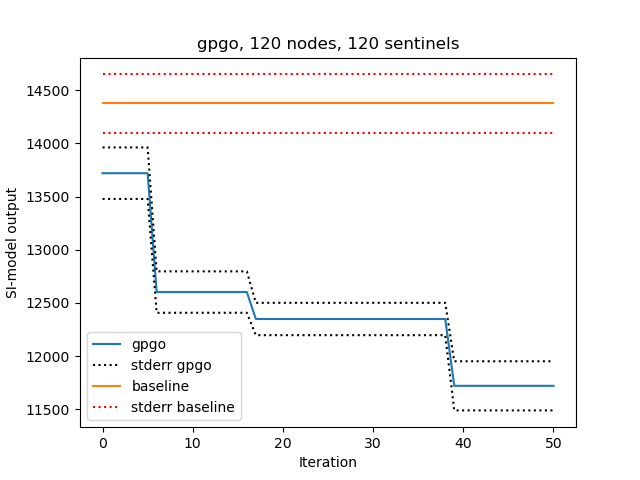 gpgo, 120 nodes, 120 sentinels
SI-model output
14500
14000
13500
13000
12500
12000
11500
gpgo
stderr gpgo
baseline
stderr baseline
0 10 20 30 40 50
Iteration